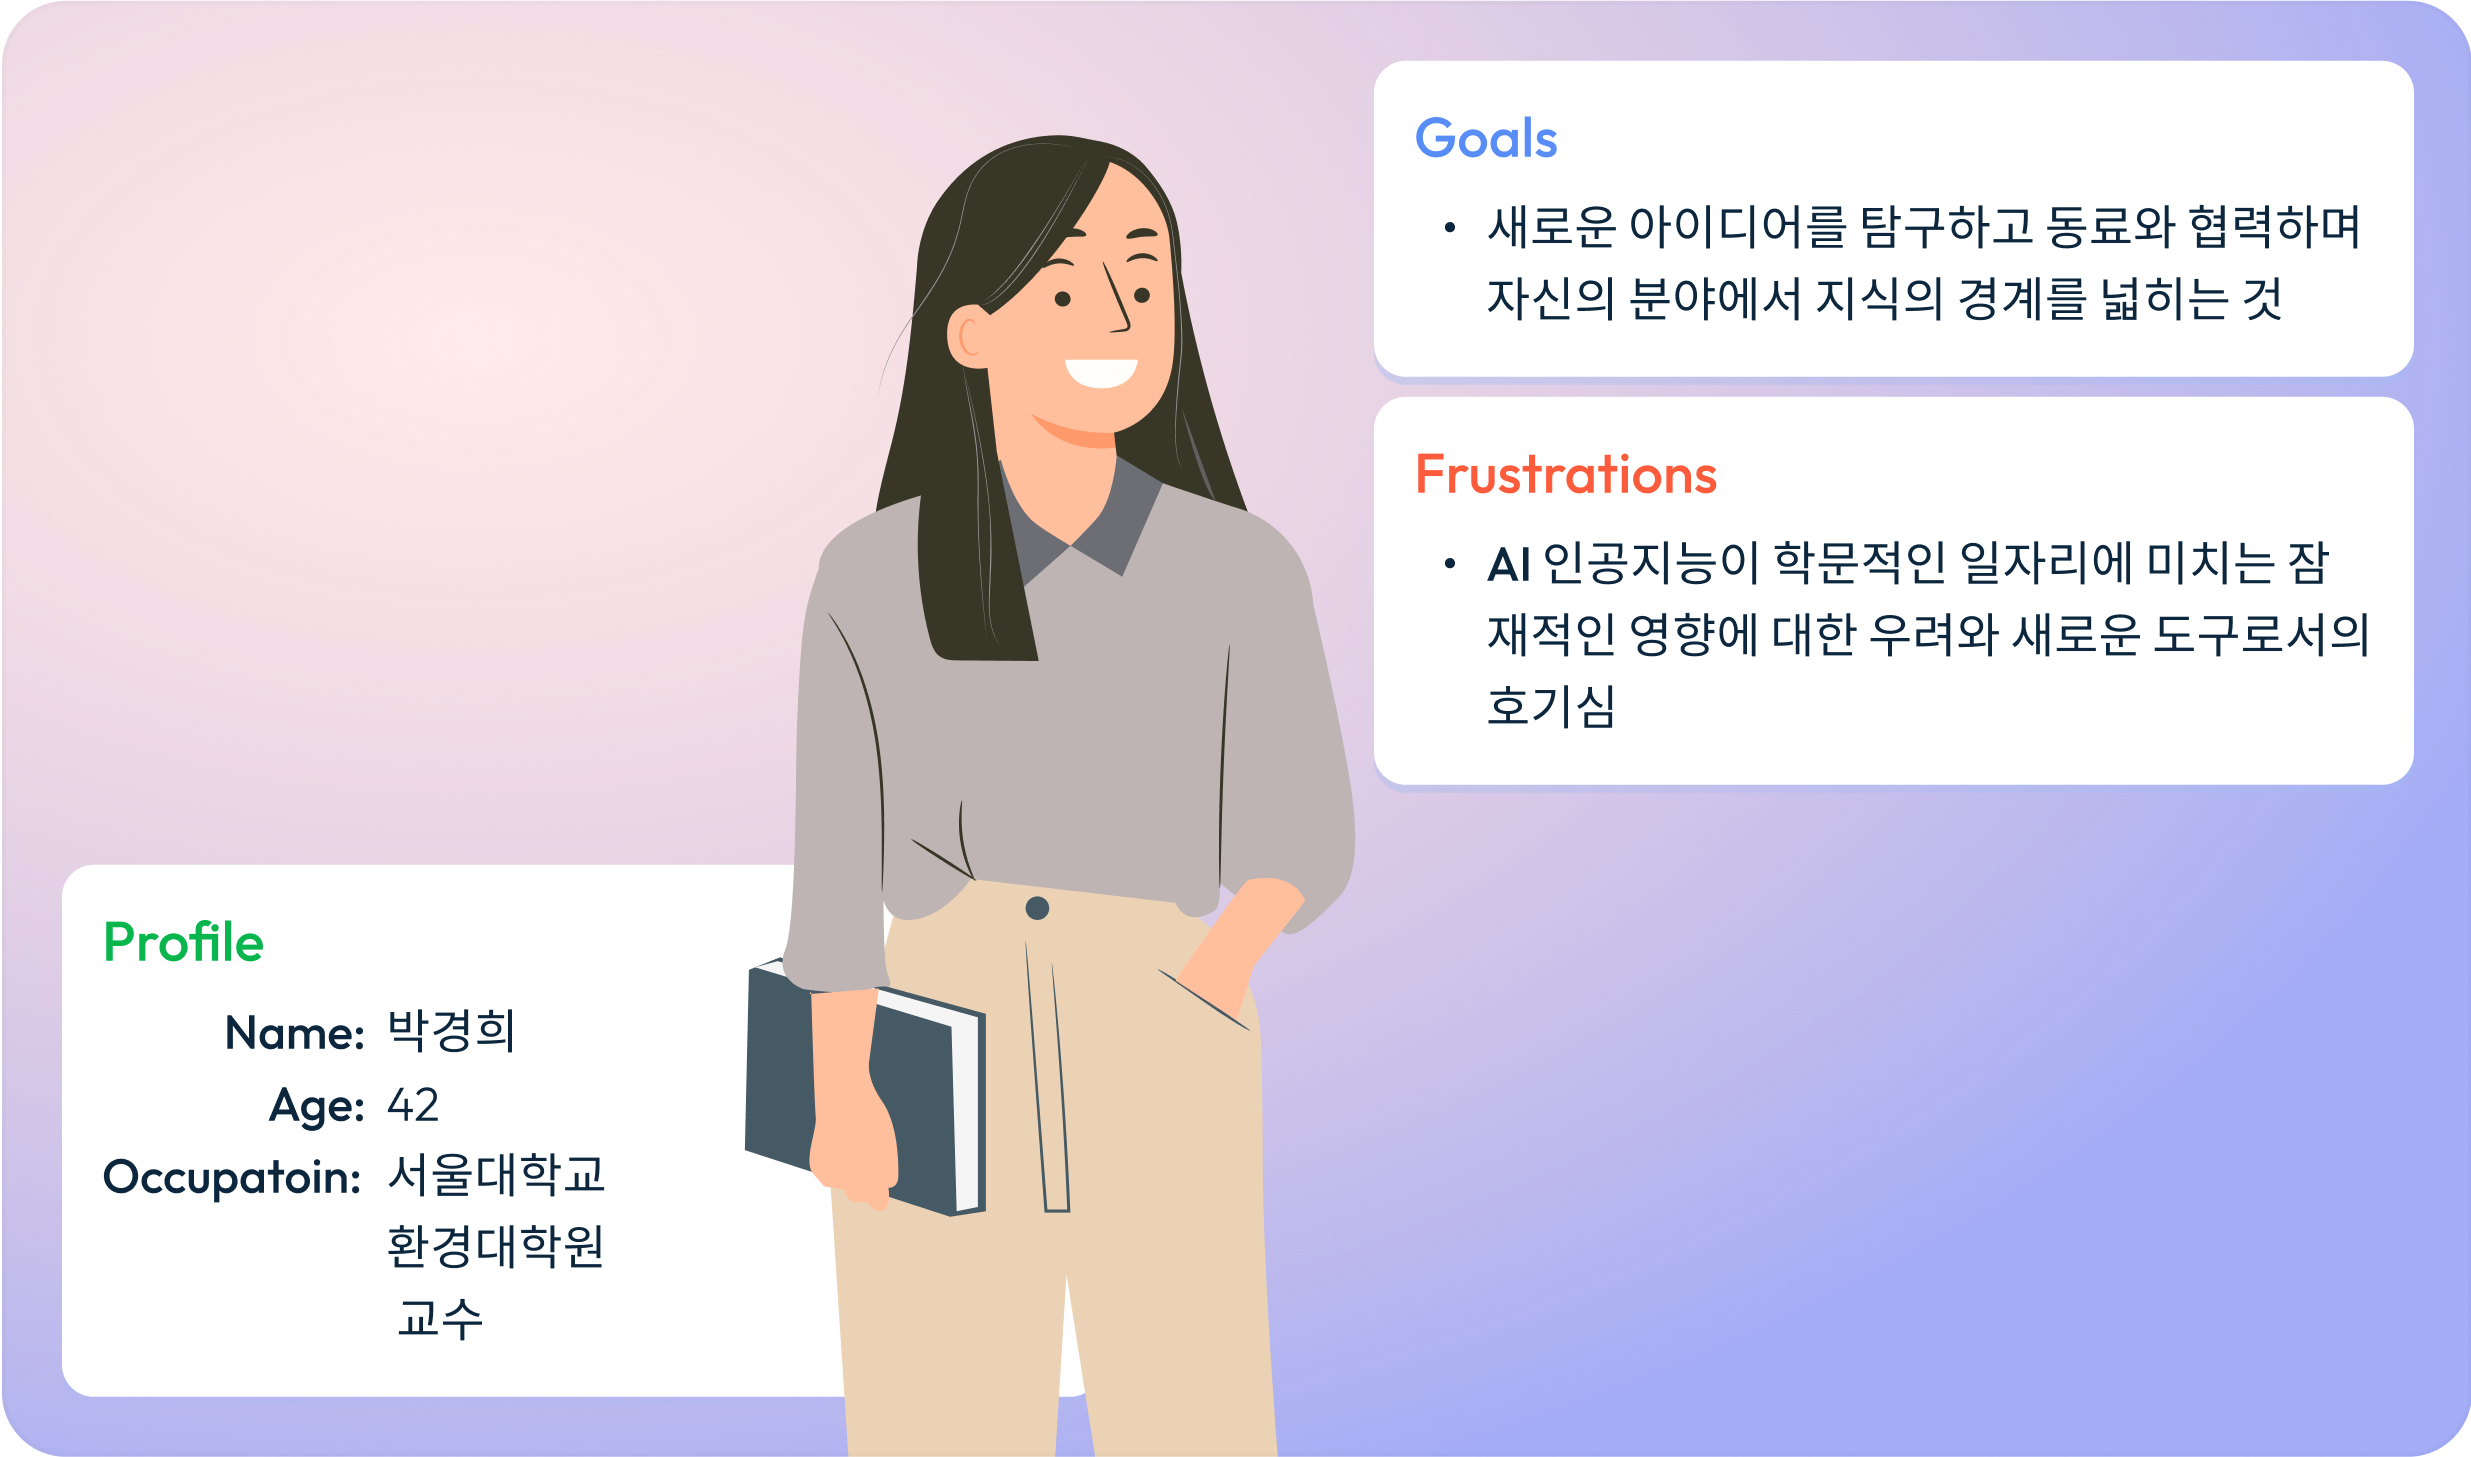 Goals
• 새로운 아이디어를 탐구하고 동료와 협력하며
자신의 분야에서 지식의 경계를 넓히는 것
Frustrations
• AI 인공지능이 학문적인 일자리에 미치는 잠
재적인 영향에 대한 우려와 새로운 도구로서의
호기심
Profile
Name: 박경희
Age: 42
Occupatoin: 서울대학교
환경대학원
교수